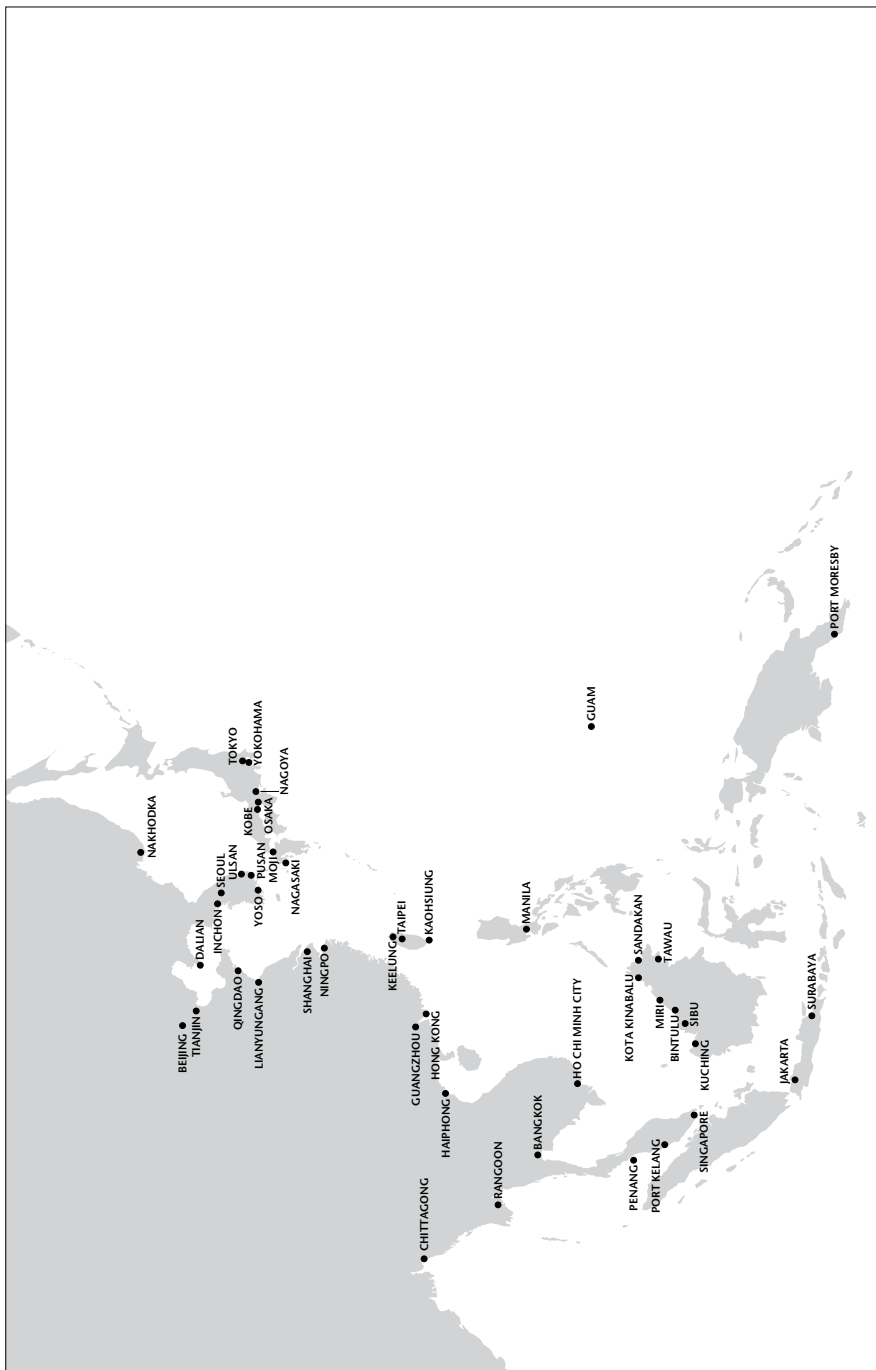 BEIJING
TIANJIN
DALIAN
NAKHODKA
INCHON
SEOUL
ULSAN
PUSAN
YOSO
MOJI
NAGASAKI
KOBE
OSAKA
NAGOYA
TOKYO
YOKOHAMA
QINGDAO
LIANYUNGANG
SHANGHAI
NINGPO
KEELUNG
TAIPEI
KAOHSIUNG
GUANGZHOU
HONG KONG
HAIPHONG
CHITTAGONG
RANGOON
BANGKOK
HO CHI MINH CITY
MANILA
GUAM
PENANG
PORT KELANG
SINGAPORE
KOTA KINABALU
SANDAKAN
TAWAU
MIRI
BINTULU
SIBU
KUCHING
JAKARTA
SURABAYA
PORT MORESBY